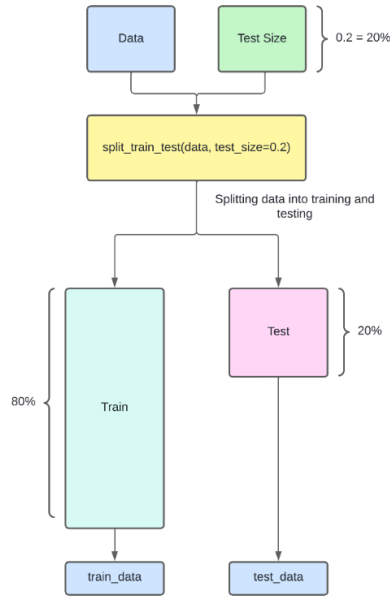 Data
Test Size
0.2 = 20%
split_train_test(data, test_size=0.2)
Splitting data into training and
testing
80%
Train
Test
20%
train_data
test_data